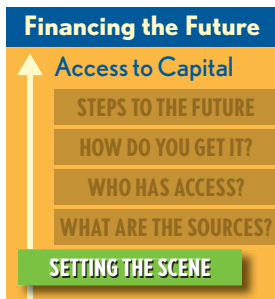 Financing the Future
Access to Capital
STEPS TO THE FUTURE
HOW DO YOU GET IT?
WHO HAS ACCESS?
WHAT ARE THE SOURCES?
SETTING THE SCENE